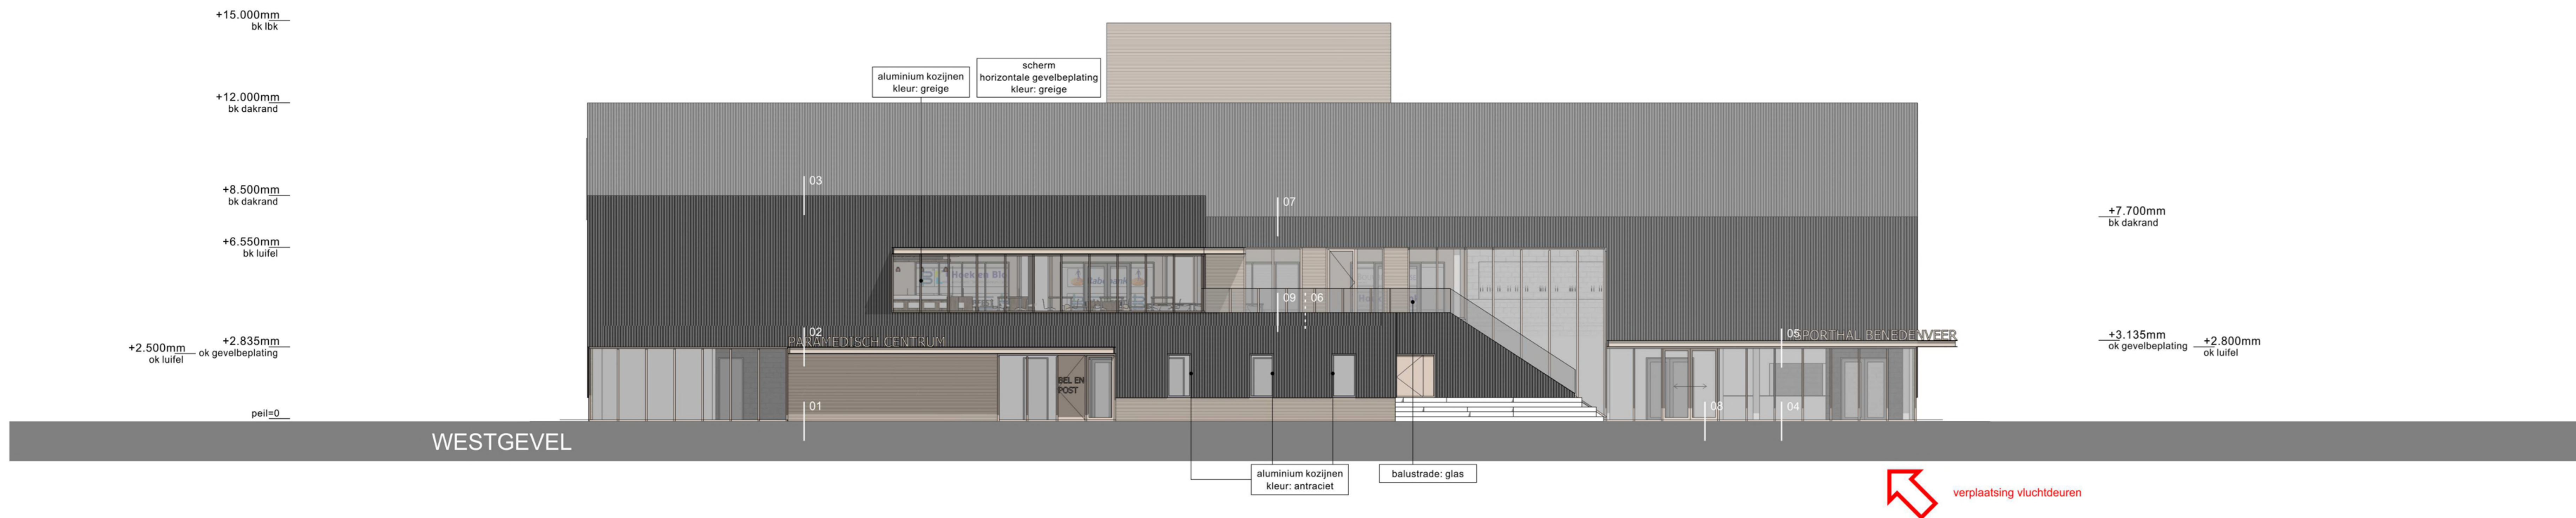 +15.000mm
bk lbk
+12.000mm
bk dakrand
+8.500mm
bk dakrand
+6.550mm
bk luifel
+2.835mm
ok gevelbeplating
+2.500mm
ok luifel
peil=0
aluminium kozijnen
kleur: greige
scherm
horizontale gevelbeplating
kleur: greige
03
07
09
06
02
PARAMEDISCH CENTRUM
05
SPORTHAL BENEDENVEER
BEL EN
POST
01
08
04
+7.700mm
bk dakrand
+3.135mm
ok gevelbeplating
+2.800mm
ok luifel
WESTGEVEL
aluminium kozijnen
kleur: antraciet
balustrade: glas
verplaatsing vluchtdeuren